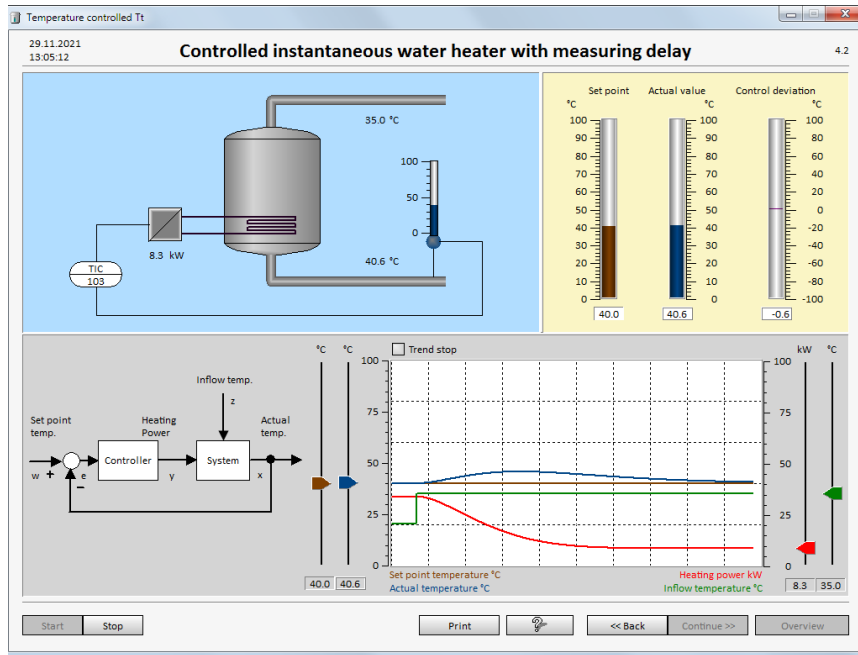 Temperature controlled Tt
29.11.2021
13:05:12
Controlled instantaneous water heater with measuring delay
4.2
35.0 °C
100
50
0
8.3 kW
TIC
103
40.6 °C
Set point Actual value Control deviation
°C °C °C
100 100 100
90 90 80
80 80 60
70 70 40
60 60 20
50 50 0
40 40 -20
30 30 -40
20 20 -60
10 10 -80
0 0 -100
40.0 40.6 -0.6
°C °C
Trend stop
kW °C
100 100
75 75
50 50
25 25
0 0
Inflow temp.
z
Set point
temp.
Heating
Power
Actual
temp.
Controller System
w + e y x
−
40.0 40.6
Set point temperature °C Heating power kW
Actual temperature °C Inflow temperature °C
8.3 35.0
Start Stop Print ? << Back Continue >> Overview